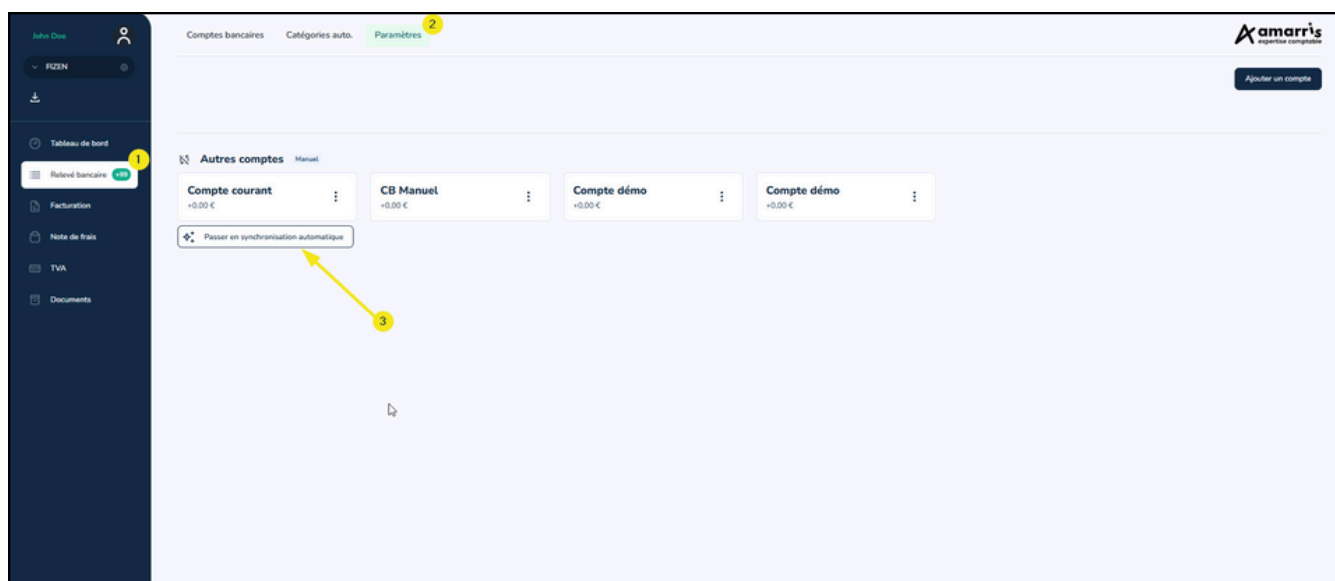 John Doe
FIZEN
Tableau de bord
1
Relevé bancaire +99
Facturation
Note de frais
TVA
Documents
Comptes bancaires Catégories auto. Paramètres 2
amarris
expertise comptable
Ajouter un compte
Autres comptes Manuel
Compte courant CB Manuel Compte démo Compte démo
+0.00 € +0.00 € +0.00 € +0.00 €
Passer en synchronisation automatique
3